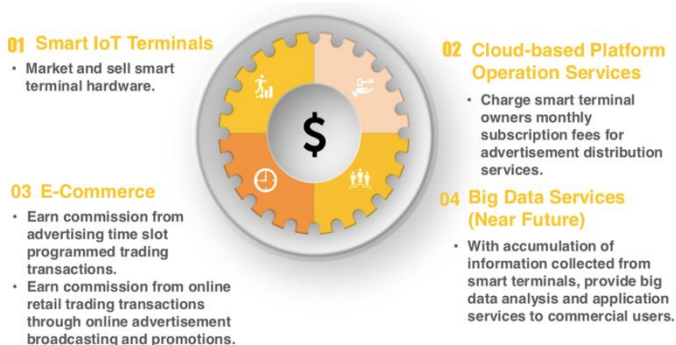 01 Smart IoT Terminals
• Market and sell smart
terminal hardware.
$
02 Cloud-based Platform
Operation Services
• Charge smart terminal
owners monthly
subscription fees for
advertisement distribution
services.
03 E-Commerce
• Earn commission from
advertising time slot
programmed trading
transactions.
• Earn commission from online
retail trading transactions
through online advertisement
broadcasting and promotions.
04 Big Data Services
(Near Future)
• With accumulation of
information collected from
smart terminals, provide big
data analysis and application
services to commercial users.